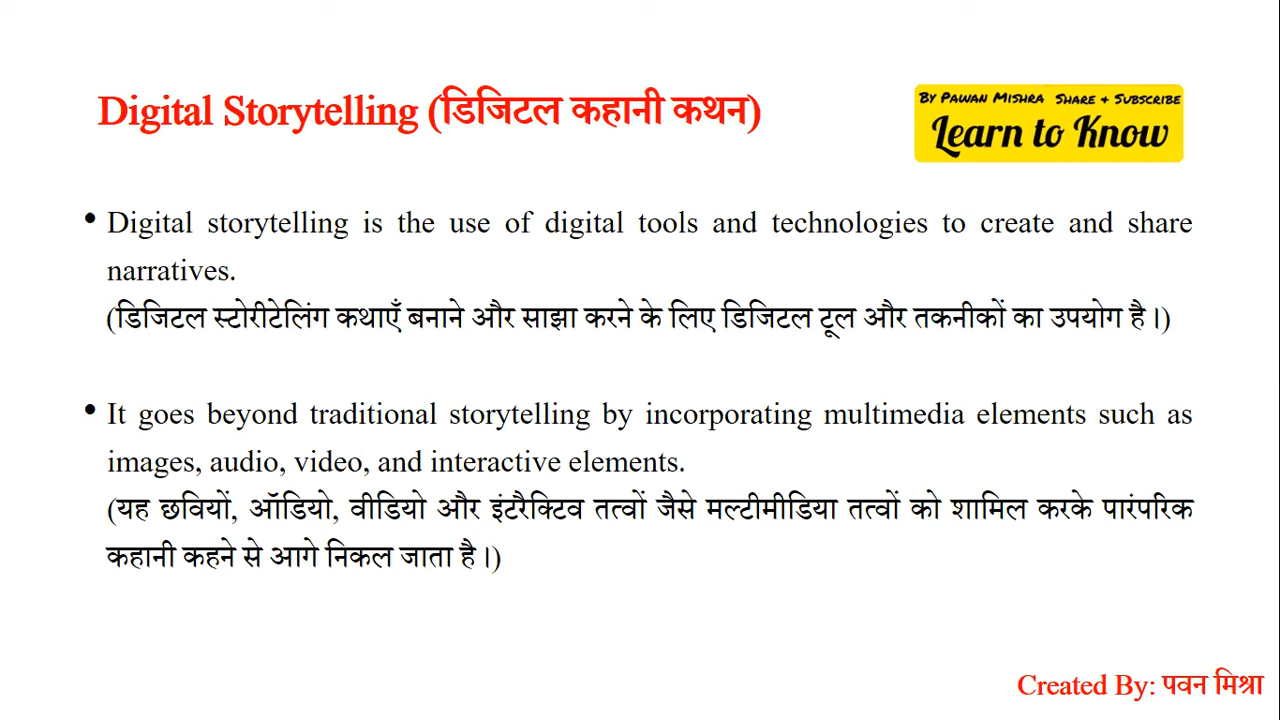 Digital Storytelling (डिजिटल कहानी कथन)
By Pawan Mishra Share & Subscribe
Learn to Know
• Digital storytelling is the use of digital tools and technologies to create and share
narratives.
(डिजिटल स्टोरीटेलिंग कथाएँ बनाने और साझा करने के लिए डिजिटल टूल और तकनीकों का उपयोग है।)
• It goes beyond traditional storytelling by incorporating multimedia elements such as
images, audio, video, and interactive elements.
(यह छवियों, ऑडियो, वीडियो और इंटरैक्टिव तत्वों जैसे मल्टीमीडिया तत्वों को शामिल करके पारंपरिक
कहानी कहने से आगे निकल जाता है।)
Created By: पवन मिश्रा